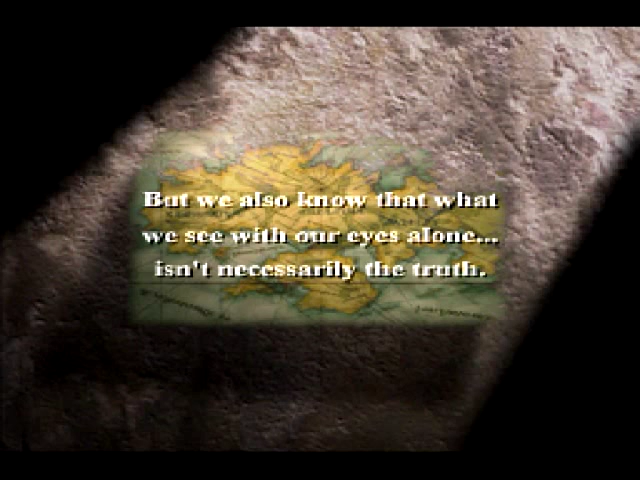 But we also know that what
we see with our eyes alone...
isn't necessarily the truth.